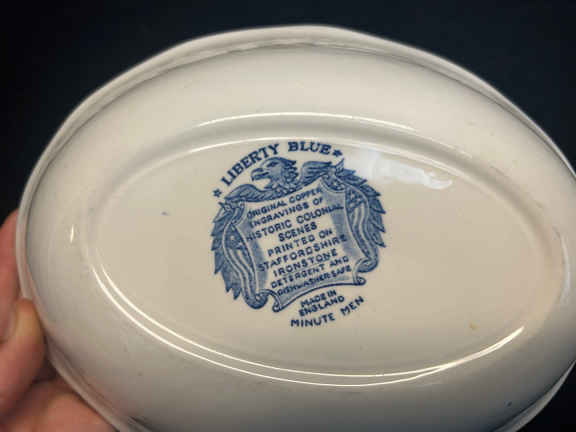 ★ LIBERTY BLUE ★
ORIGINAL COPPER
ENGRAVINGS OF
HISTORIC COLONIAL
SCENES
PRINTED ON
STAFFORDSHIRE
IRONSTONE
DETERGENT AND
DISHWASHER SAFE
MADE IN
ENGLAND
MINUTE MEN